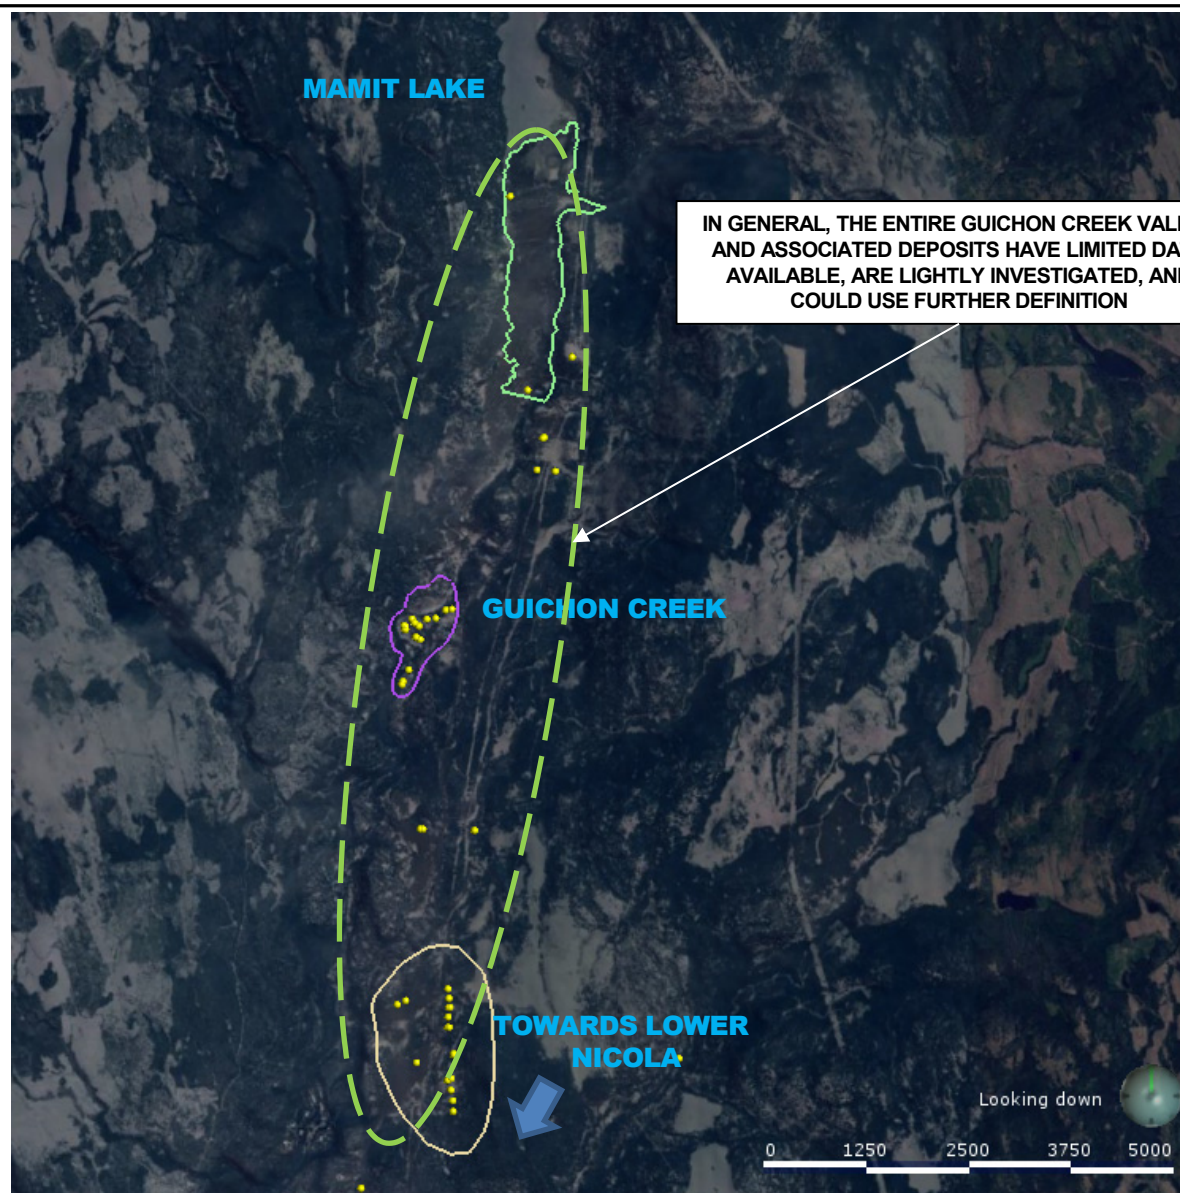 MAMIT LAKE
IN GENERAL, THE ENTIRE GUICHON CREEK VALL
AND ASSOCIATED DEPOSITS HAVE LIMITED DA
AVAILABLE, ARE LIGHTLY INVESTIGATED, AN
COULD USE FURTHER DEFINITION
GUICHON CREEK
TOWARDS LOWER
NICOLA
Looking down
0 1250 2500 3750 5000